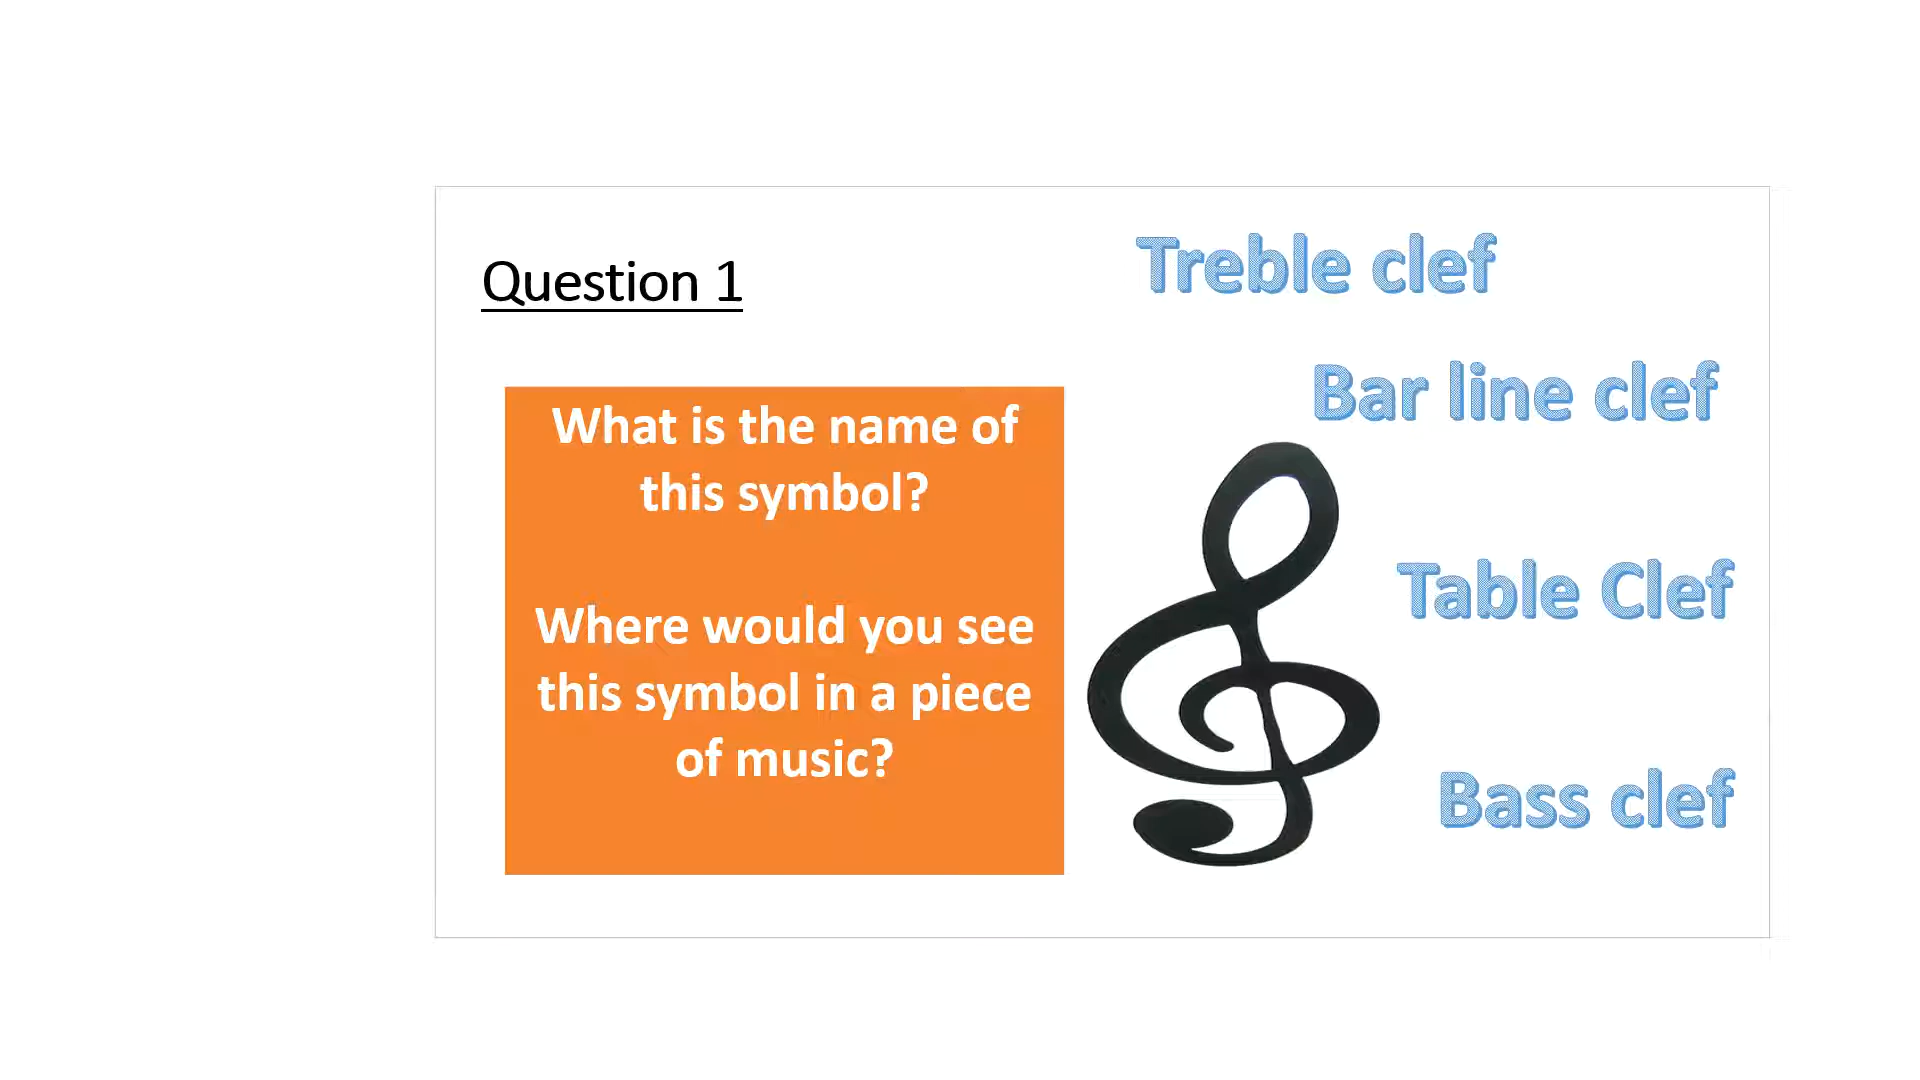 Question 1
What is the name of
this symbol?
Where would you see
this symbol in a piece
of music?
Treble clef
Bar line clef
Table Clef
Bass clef